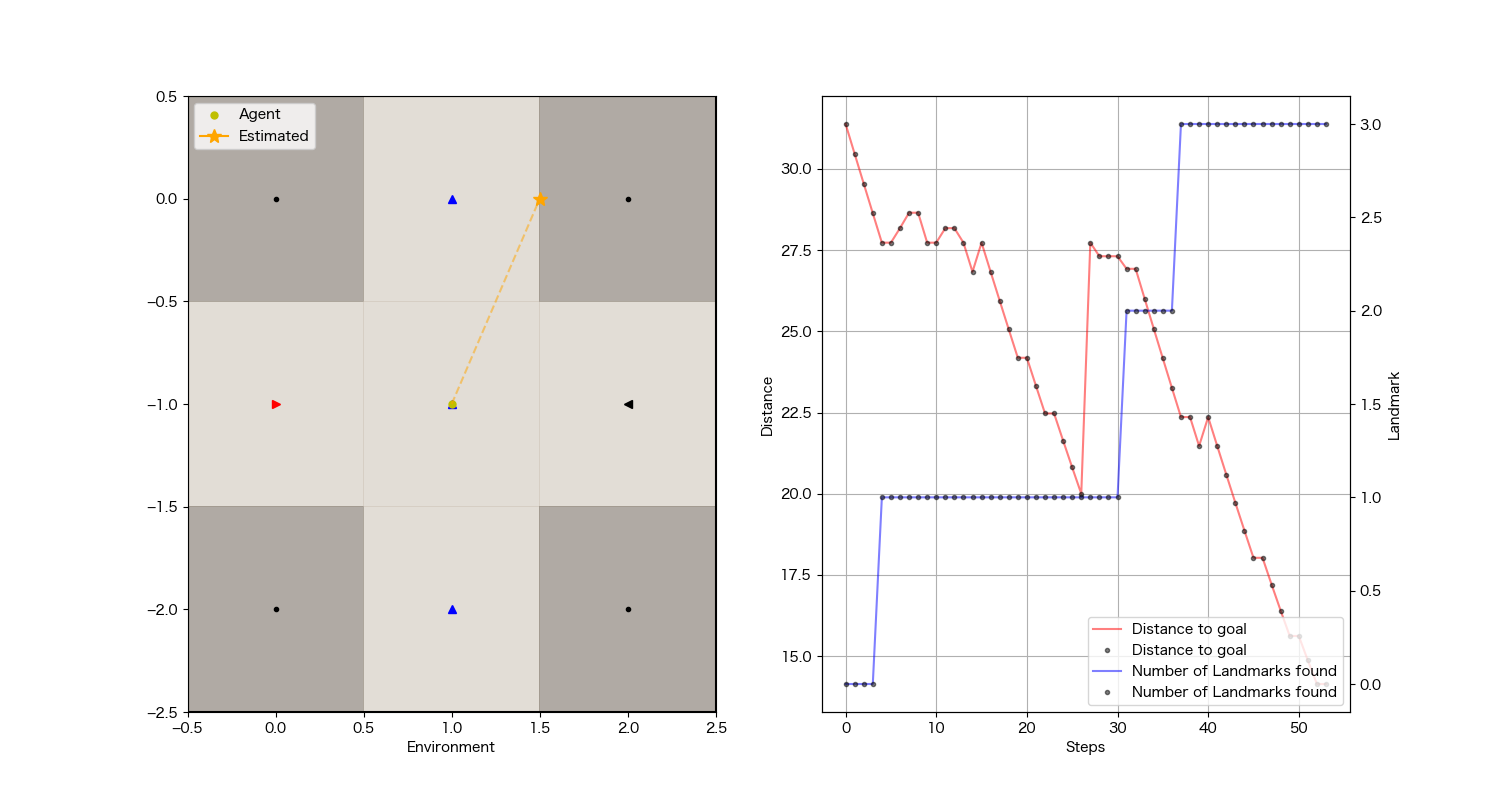 Agent
Estimated
0.5
0.0
−0.5
−1.0
−1.5
−2.0
−2.5
−0.5 0.0 0.5 1.0 1.5 2.0 2.5
Environment
Distance
30.0
27.5
25.0
22.5
20.0
17.5
15.0
0 10 20 30 40 50
Steps
3.0
2.5
2.0
1.5
1.0
0.5
0.0
Landmark
Distance to goal
Distance to goal
Number of Landmarks found
Number of Landmarks found